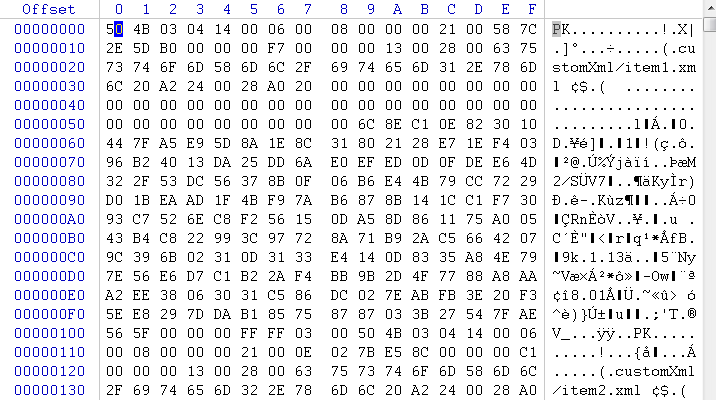 Offset 0 1 2 3 4 5 6 7 8 9 A B C D E F
00000000 50 4B 03 04 14 00 06 00 08 00 00 00 21 00 58 7C PK..........!.X|
00000010 2E 5D B0 00 00 00 F7 00 00 00 13 00 28 00 63 75 .]°...÷.....(.cu
00000020 73 74 6F 6D 58 6D 6C 2F 69 74 65 6D 31 2E 78 6D stomXml/item1.xm
00000030 6C 20 A2 24 00 28 A0 20 00 00 00 00 00 00 00 00 l ¢$.(  ........
00000040 00 00 00 00 00 00 00 00 00 00 00 00 00 00 00 00 ................
00000050 00 00 00 00 00 00 00 00 00 6C 8E C1 0E 82 30 10 .........l▮Á.▮0.
00000060 44 7F A5 E9 5D 8A 1E 8C 31 80 21 28 E7 1E F4 03 D.¥é]▮.▮1▮!(ç.ô.
00000070 96 B2 40 13 DA 25 DD 6A E0 EF ED 0D 0F DE E6 4D ▮²@.Ú%Ýjàïí..ÞæM
00000080 32 2F 53 DC 56 37 8B 0F 06 B6 E4 4B 79 CC 72 29 2/SÜV7▮..¶äKyÌr)
00000090 D0 1B EA AD 1F 4B F9 7A B6 87 8B 14 1C C1 F7 30 Ð.ê-.Kùz¶▮▮..Á÷0
000000A0 93 C7 52 6E C8 F2 56 15 0D A5 8D 86 11 75 A0 05 ▮ÇRnÈòV..¥.▮.u .
000000B0 43 B4 C8 22 99 3C 97 72 8A 71 B9 2A C5 66 42 07 C´È"▮<▮r▮q¹*ÅfB.
000000C0 9C 39 6B 02 31 0D 31 33 E4 14 0D 83 35 A8 4E 79 ▮9k.1.13ä..▮5¨Ny
000000D0 7E 56 E6 D7 C1 B2 2A F4 BB 9B 2D 4F 77 88 A8 AA ~Væ×Á²*ô»▮-Ow▮¨ª
000000E0 A2 EE 38 06 30 31 C5 86 DC 02 7E AB FB 3E 20 F3 ¢î8.01Å▮Ü.~«û> ó
000000F0 5E E8 29 7D DA B1 85 75 87 87 03 3B 27 54 7F AE ^è)}Ú±▮u▮▮.;'T.®
00000100 56 5F 00 00 00 FF FF 03 00 50 4B 03 04 14 00 06 V_...ÿÿ..PK.....
00000110 00 08 00 00 00 21 00 0E 02 7B E5 8C 00 00 00 C1 .....!...{å▮...Á
00000120 00 00 00 13 00 28 00 63 75 73 74 6F 6D 58 6D 6C .....(.customXml
00000130 2F 69 74 65 6D 32 2E 78 6D 6C 20 A2 24 00 28 A0 /item2.xml ¢$.(